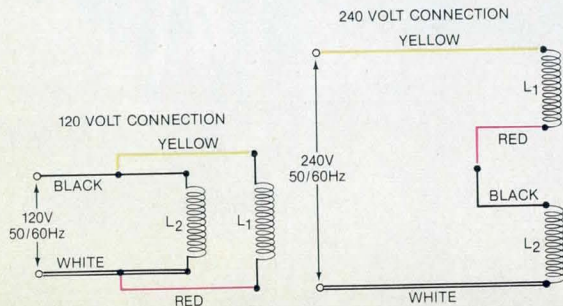 120 VOLT CONNECTION
YELLOW
BLACK
120V
50/60Hz
L2
L1
WHITE
RED
240 VOLT CONNECTION
YELLOW
L1
RED
240V
50/60Hz
BLACK
L2
WHITE